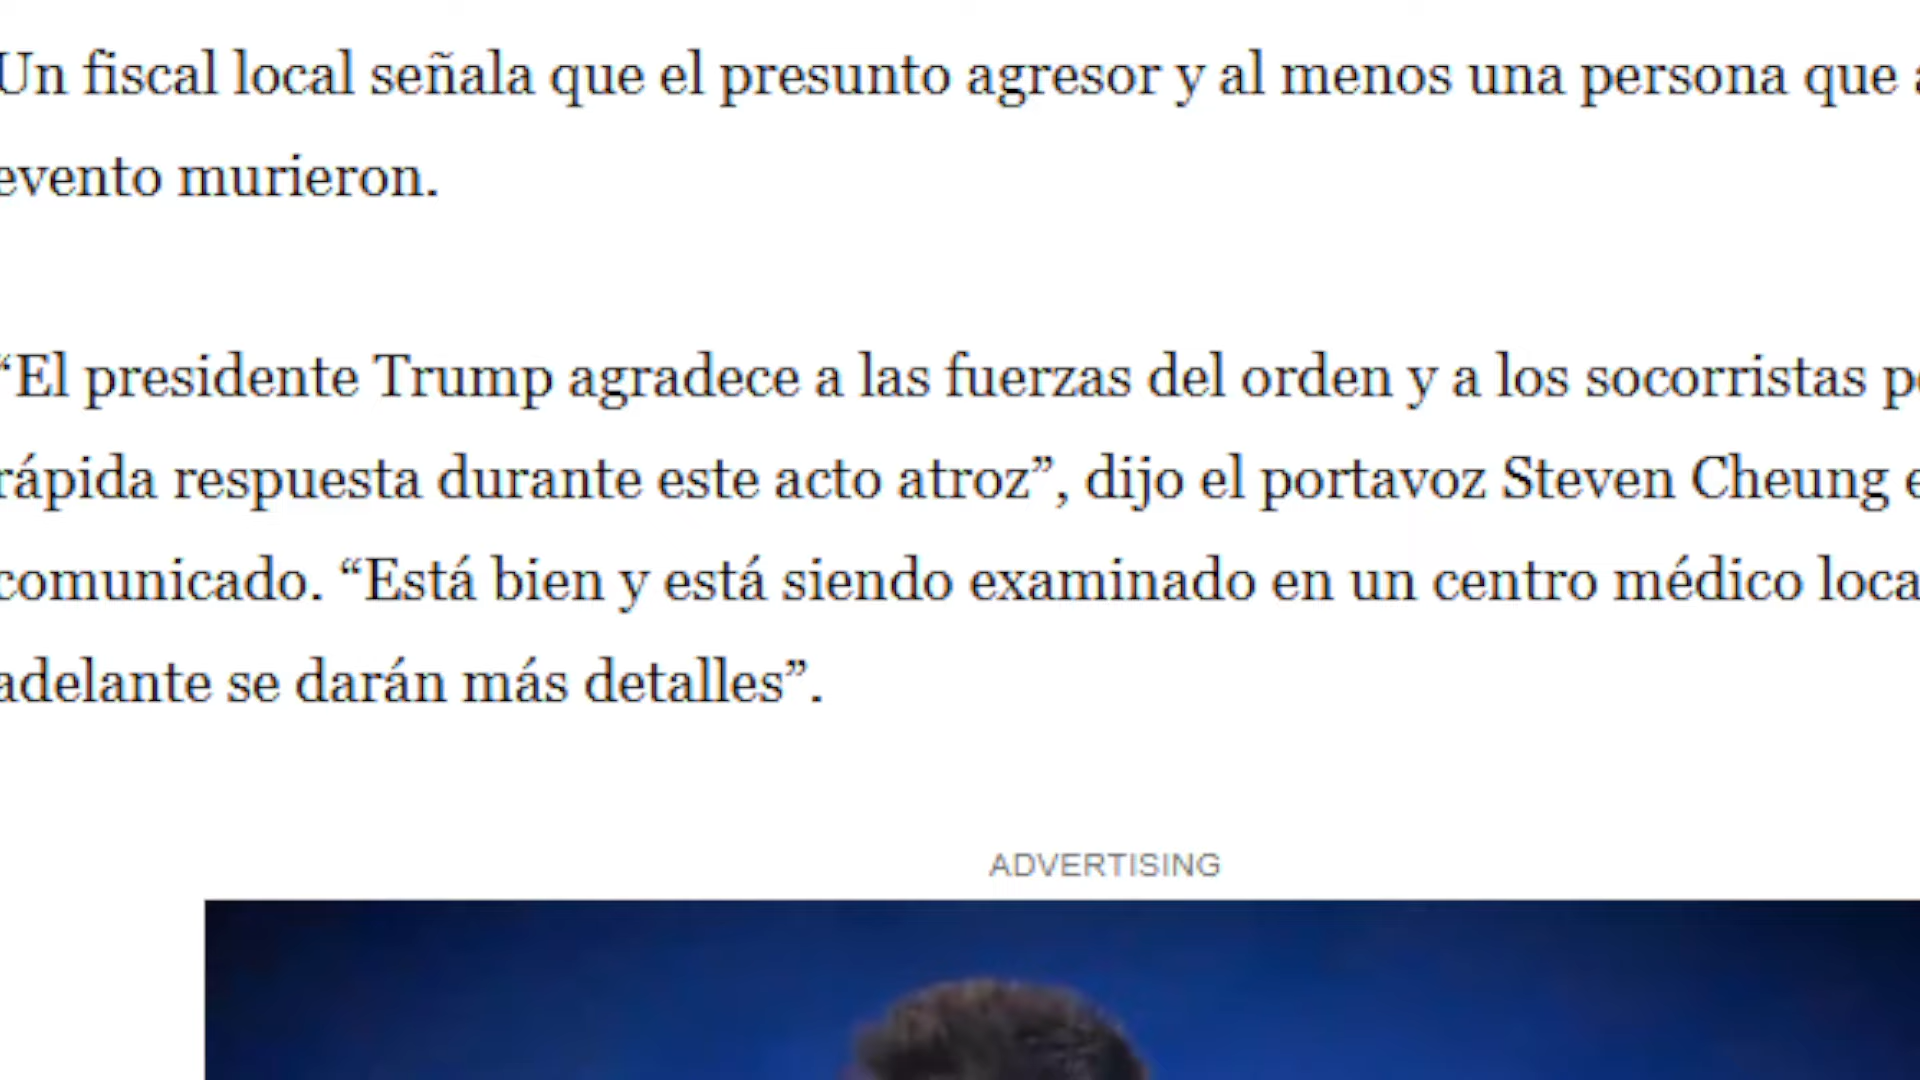 Un fiscal local señala que el presunto agresor y al menos una persona que
evento murieron.
“El presidente Trump agradece a las fuerzas del orden y a los socorristas
rápida respuesta durante este acto atroz”, dijo el portavoz Steven Cheung
comunicado. “Está bien y está siendo examinado en un centro médico
adelante se darán más detalles”.
ADVERTISING